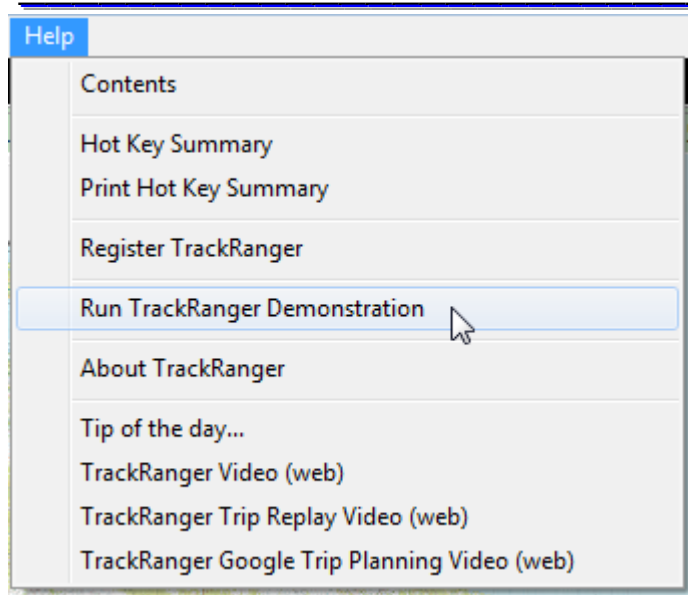 Help
Contents
Hot Key Summary
Print Hot Key Summary
Register TrackRanger
Run TrackRanger Demonstration
About TrackRanger
Tip of the day...
TrackRanger Video (web)
TrackRanger Trip Replay Video (web)
TrackRanger Google Trip Planning Video (web)